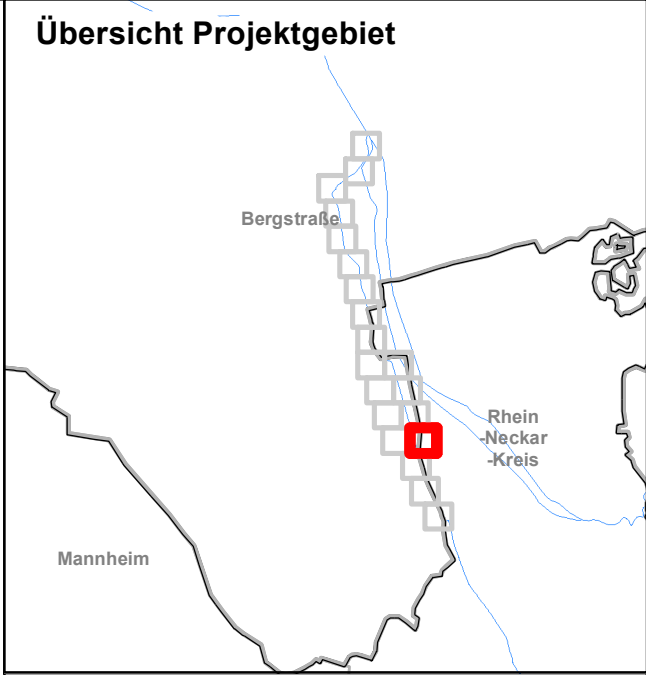 Übersicht Projektgebiet
Bergstraße
Rhein
-Neckar
-Kreis
Mannheim